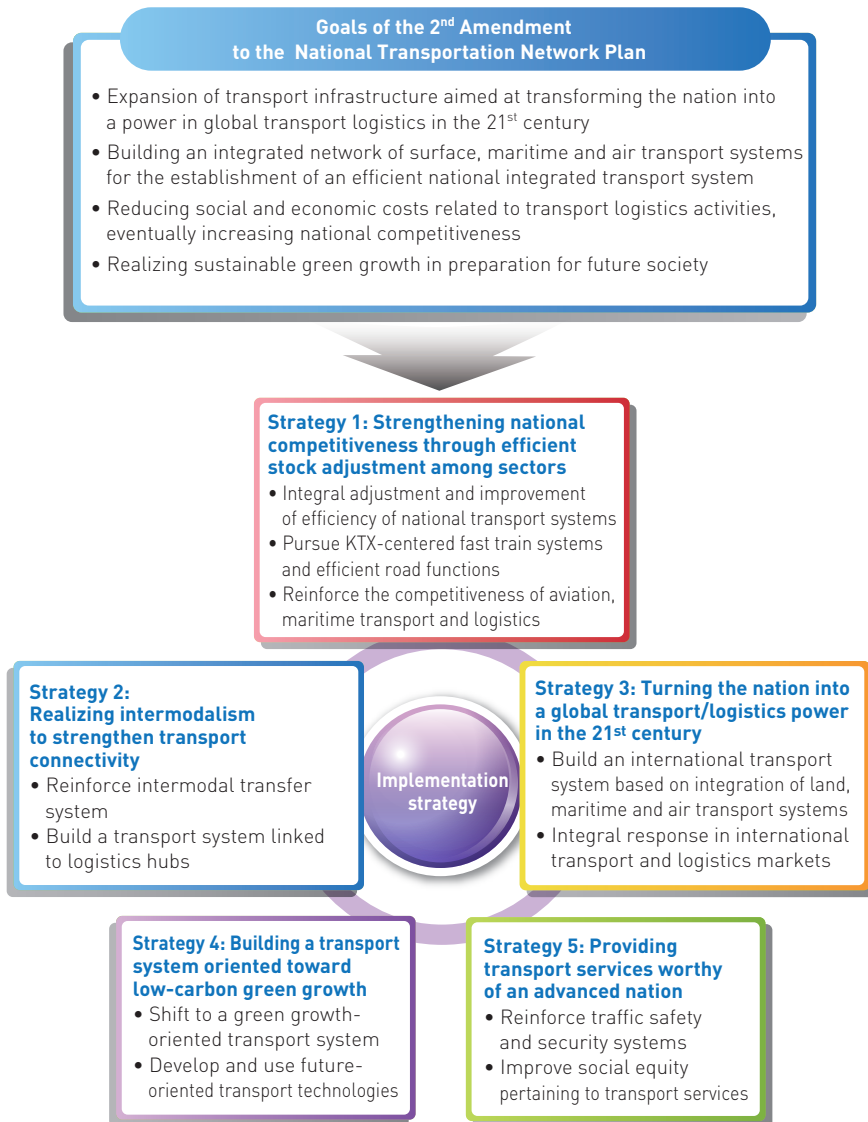 Goals of the 2nd Amendment
to the National Transportation Network Plan
• Expansion of transport infrastructure aimed at transforming the nation into
a power in global transport logistics in the 21st century
• Building an integrated network of surface, maritime and air transport systems
for the establishment of an efficient national integrated transport system
• Reducing social and economic costs related to transport logistics activities,
eventually increasing national competitiveness
• Realizing sustainable green growth in preparation for future society
Strategy 1: Strengthening national
competitiveness through efficient
stock adjustment among sectors
• Integral adjustment and improvement
of efficiency of national transport systems
• Pursue KTX-centered fast train systems
and efficient road functions
• Reinforce the competitiveness of aviation,
maritime transport and logistics
Strategy 2:
Realizing intermodalism
to strengthen transport
connectivity
• Reinforce intermodal transfer
system
• Build a transport system linked
to logistics hubs
Implementation
strategy
Strategy 3: Turning the nation into
a global transport/logistics power
in the 21st century
• Build an international transport
system based on integration of land,
maritime and air transport systems
• Integral response in international
transport and logistics markets
Strategy 4: Building a transport
system oriented toward
low-carbon green growth
• Shift to a green growth-
oriented transport system
• Develop and use future-
oriented transport technologies
Strategy 5: Providing
transport services worthy
of an advanced nation
• Reinforce traffic safety
and security systems
• Improve social equity
pertaining to transport services